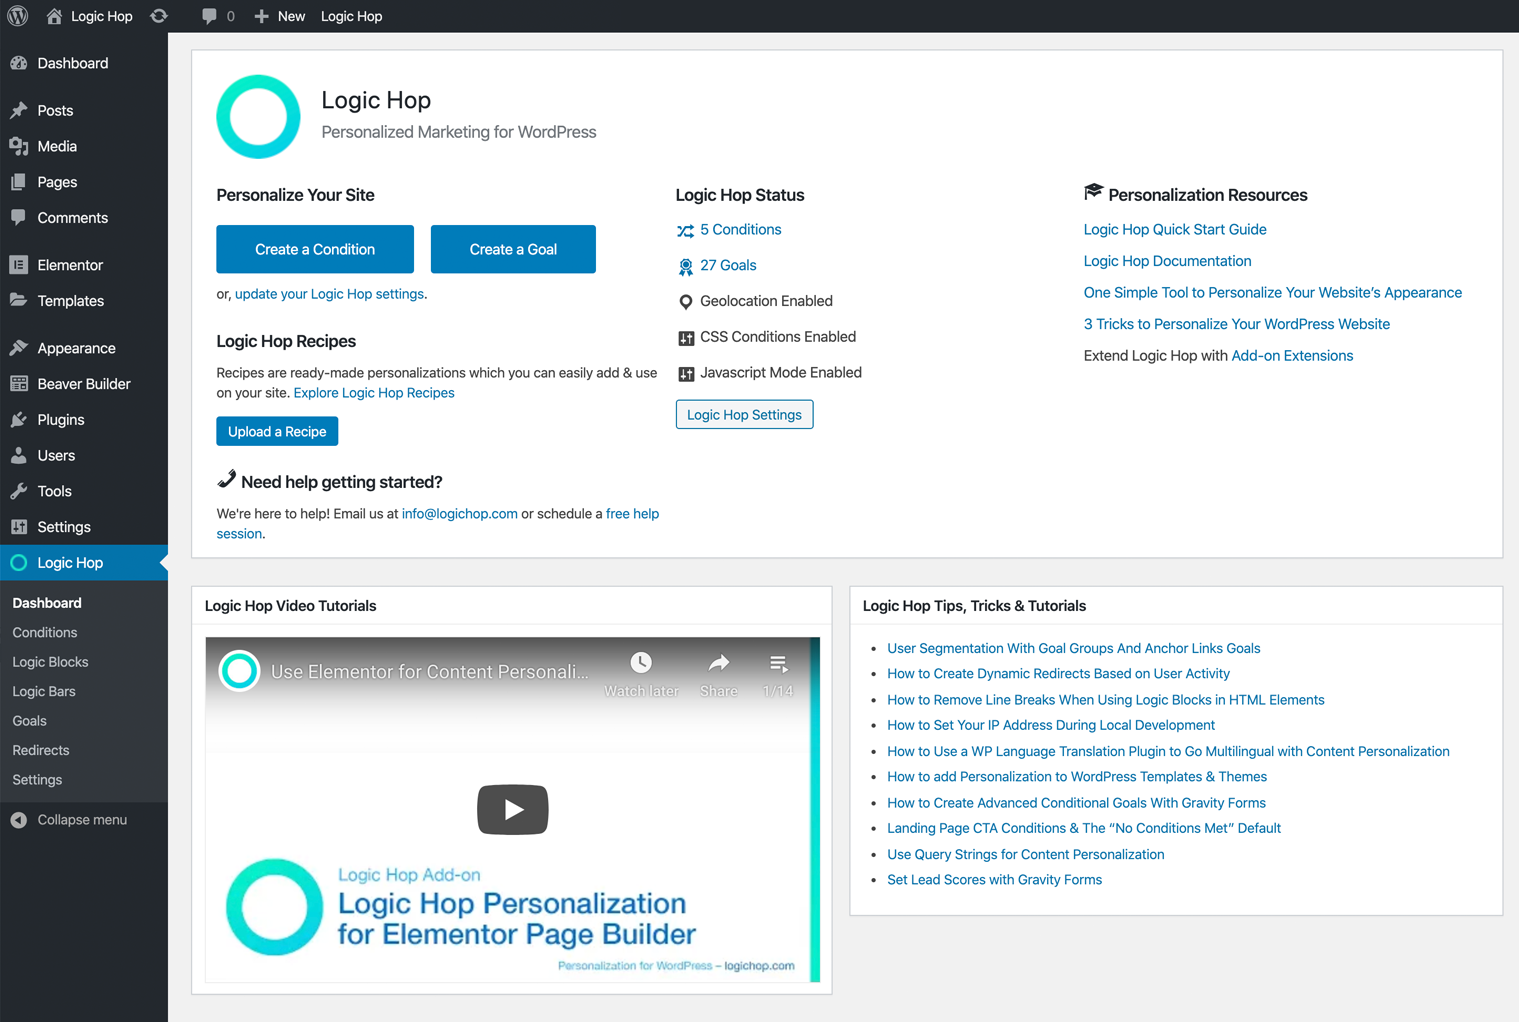 Logic Hop
0
New
Logic Hop
Dashboard
Posts
Media
Pages
Comments
Elementor
Templates
Appearance
Beaver Builder
Plugins
Users
Tools
Settings
Logic Hop
Dashboard
Conditions
Logic Blocks
Logic Bars
Goals
Redirects
Settings
Collapse menu
Logic Hop
Personalized Marketing for WordPress
Personalize Your Site
Create a Condition
Create a Goal
or, update your Logic Hop settings.
Logic Hop Recipes
Recipes are ready-made personalizations which you can easily add & use
on your site. Explore Logic Hop Recipes
Upload a Recipe
Need help getting started?
We're here to help! Email us at info@logichop.com or schedule a free help
session.
Logic Hop Status
5 Conditions
27 Goals
Geolocation Enabled
CSS Conditions Enabled
Javascript Mode Enabled
Logic Hop Settings
Personalization Resources
Logic Hop Quick Start Guide
Logic Hop Documentation
One Simple Tool to Personalize Your Website’s Appearance
3 Tricks to Personalize Your WordPress Website
Extend Logic Hop with Add-on Extensions
Logic Hop Video Tutorials
Use Elementor for Content Personali...
Watch later
Share
1/14
Logic Hop Add-on
Logic Hop Personalization
for Elementor Page Builder
Personalization for WordPress – logichop.com
Logic Hop Tips, Tricks & Tutorials
• User Segmentation With Goal Groups And Anchor Links Goals
• How to Create Dynamic Redirects Based on User Activity
• How to Remove Line Breaks When Using Logic Blocks in HTML Elements
• How to Set Your IP Address During Local Development
• How to Use a WP Language Translation Plugin to Go Multilingual with Content Personalization
• How to add Personalization to WordPress Templates & Themes
• How to Create Advanced Conditional Goals With Gravity Forms
• Landing Page CTA Conditions & The “No Conditions Met” Default
• Use Query Strings for Content Personalization
• Set Lead Scores with Gravity Forms